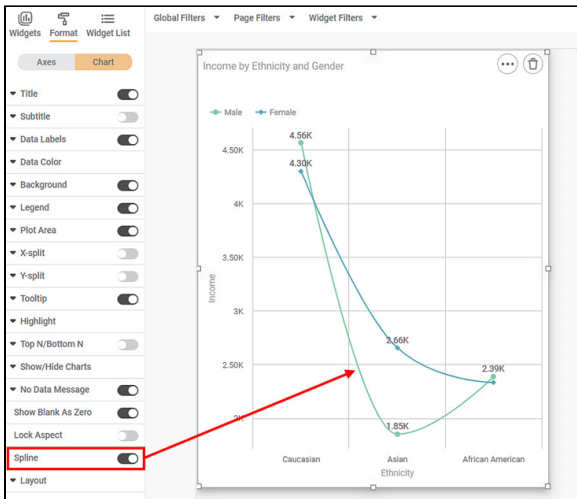 Global Filters Page Filters Widget Filters
Widgets Format Widget List
Axes Chart
Title
Subtitle
Data Labels
Data Color
Background
Legend
Plot Area
X-split
Y-split
Tooltip
Highlight
Top N/Bottom N
Show/Hide Charts
No Data Message
Show Blank As Zero
Lock Aspect
Spline
Layout
Income by Ethnicity and Gender
Male Female
4.56K
4.50K
4.30K
4K
3.50K
Income
3K
2.66K
2.50K
2.39K
2K
1.85K
Caucasian Asian African American
Ethnicity